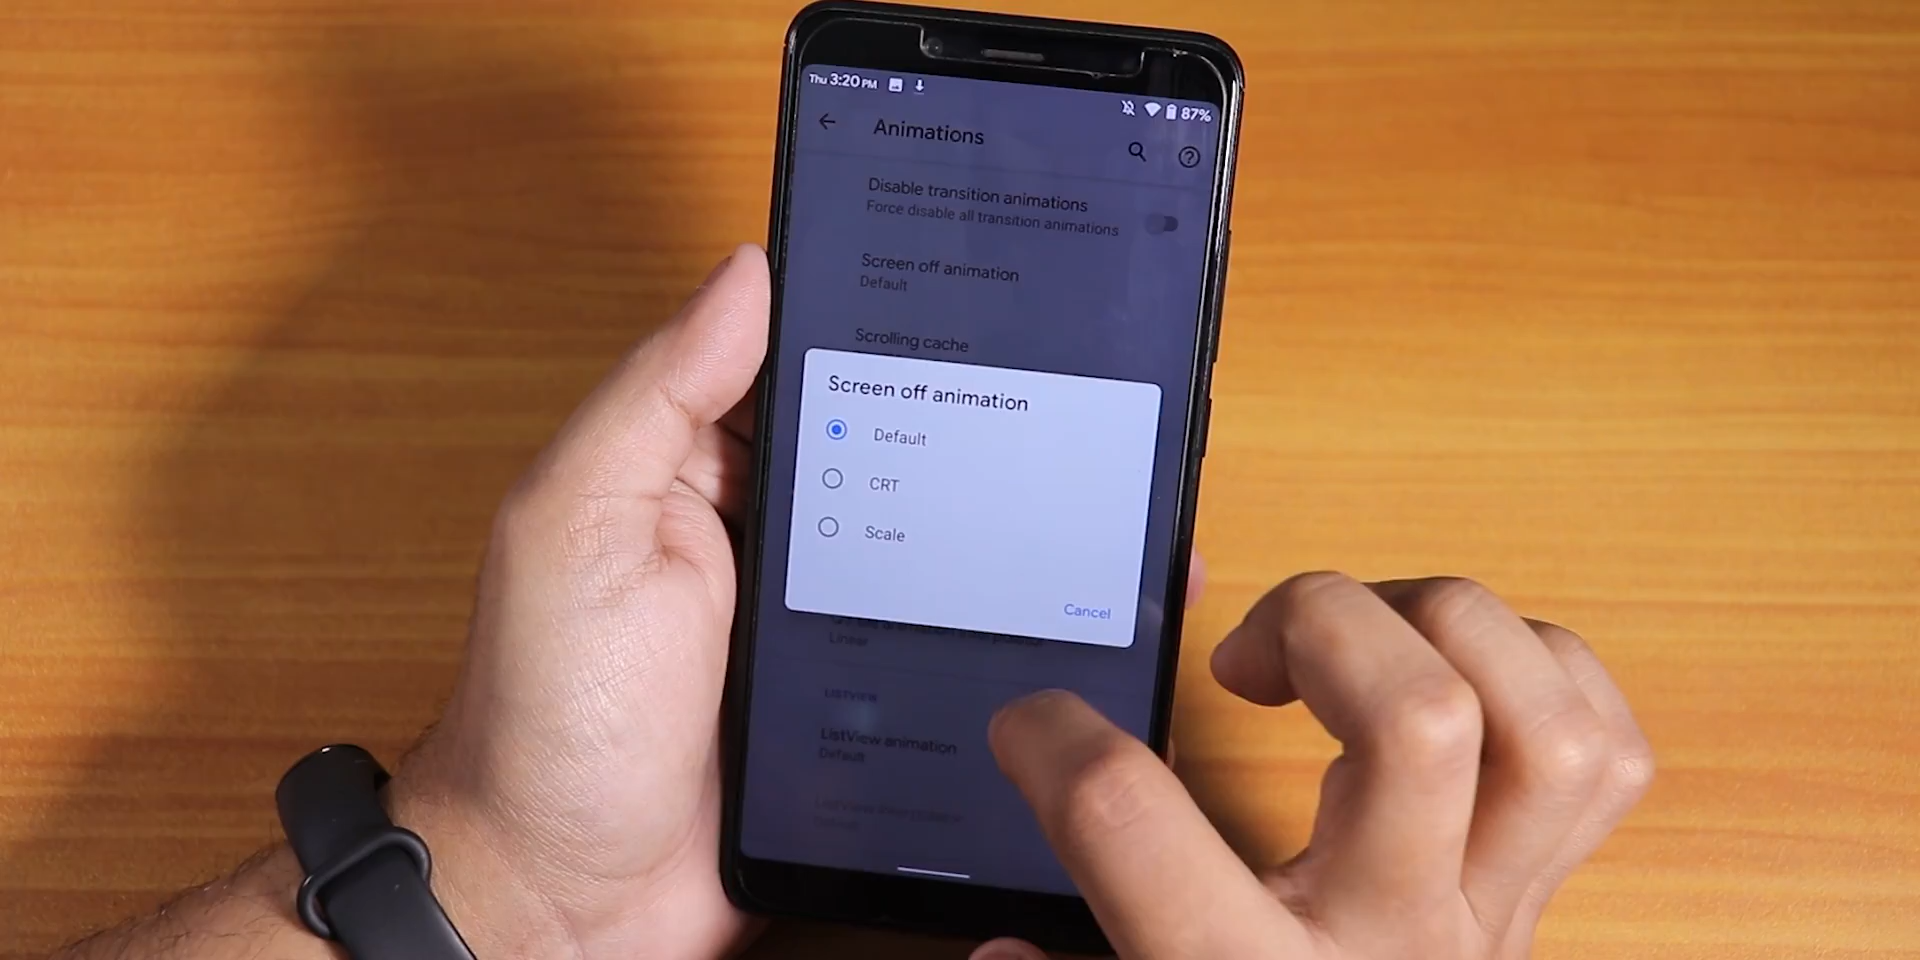 Thu 3:20 PM
87%
Animations
Disable transition animations
Force disable all transition animations
Screen off animation
Default
Scrolling cache
Screen off animation
Default
CRT
Scale
Cancel
Linear
LISTVIEW
ListView animation
Default